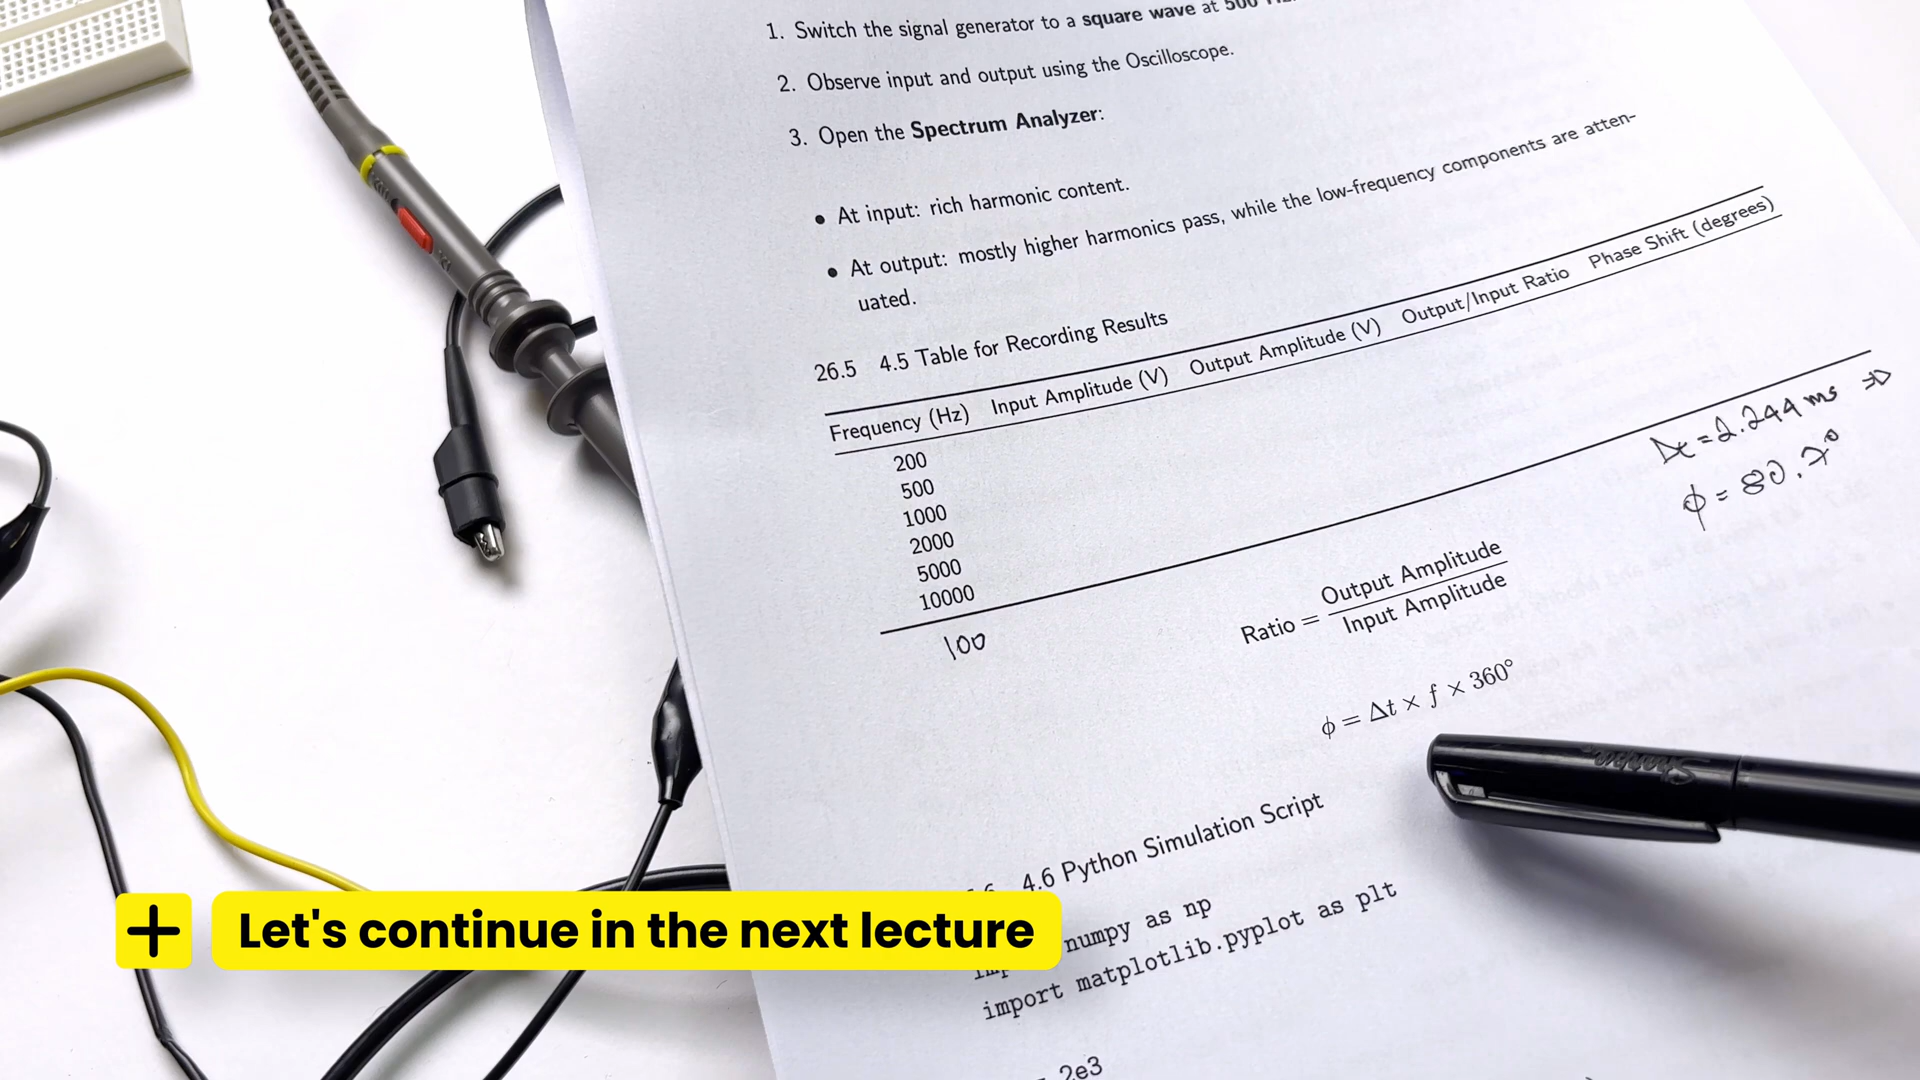 1. Switch the signal generator to a square wave at 500
2. Observe input and output using the Oscilloscope.
3. Open the Spectrum Analyzer:
• At input: rich harmonic content.
• At output: mostly higher harmonics pass, while the low-frequency components are atten-
uated.
26.5 4.5 Table for Recording Results
Frequency (Hz) Input Amplitude (V) Output Amplitude (V) Output/Input Ratio Phase Shift (degrees)
200
500
1000
2000
5000
10000
100
Δt = 2.244 ms ⇒
ϕ = 80.7°
Ratio = Output Amplitude / Input Amplitude
ϕ = Δt × f × 360°
4.6 Python Simulation Script
numpy as np
import matplotlib.pyplot as plt
2e3
Sharpie
+ Let's continue in the next lecture